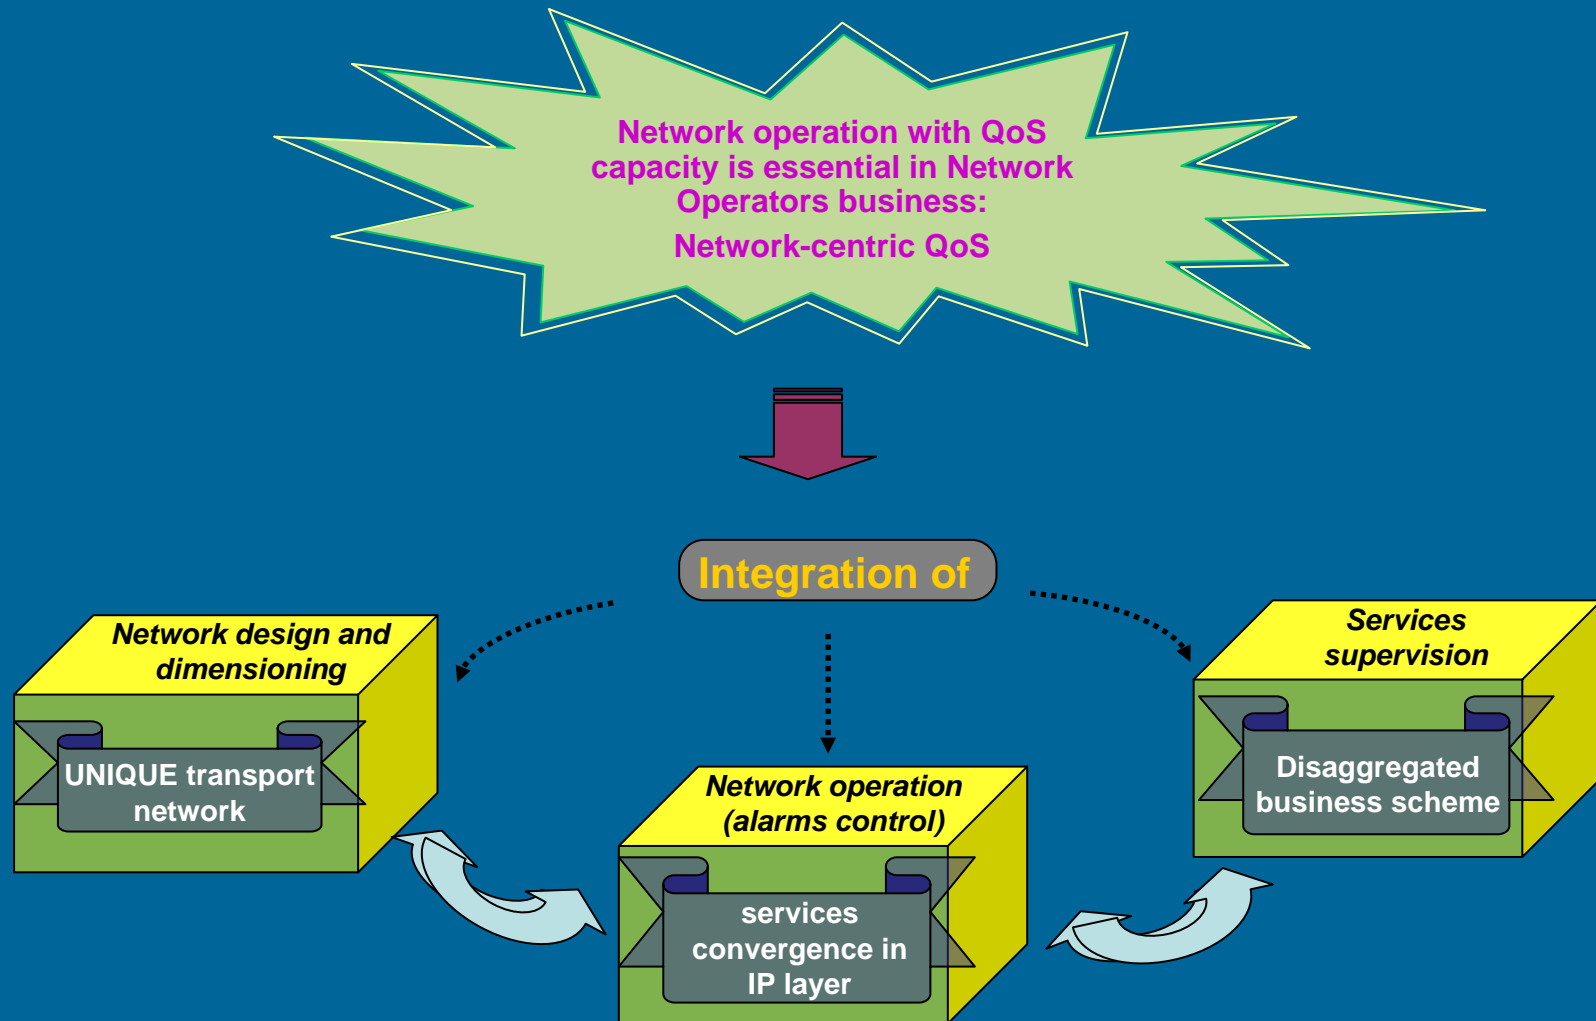 Network operation with QoS
capacity is essential in Network
Operators business:
Network-centric QoS
Integration of
Network design and
dimensioning
UNIQUE transport
network
Network operation
(alarms control)
services
convergence in
IP layer
Services
supervision
Disaggregated
business scheme